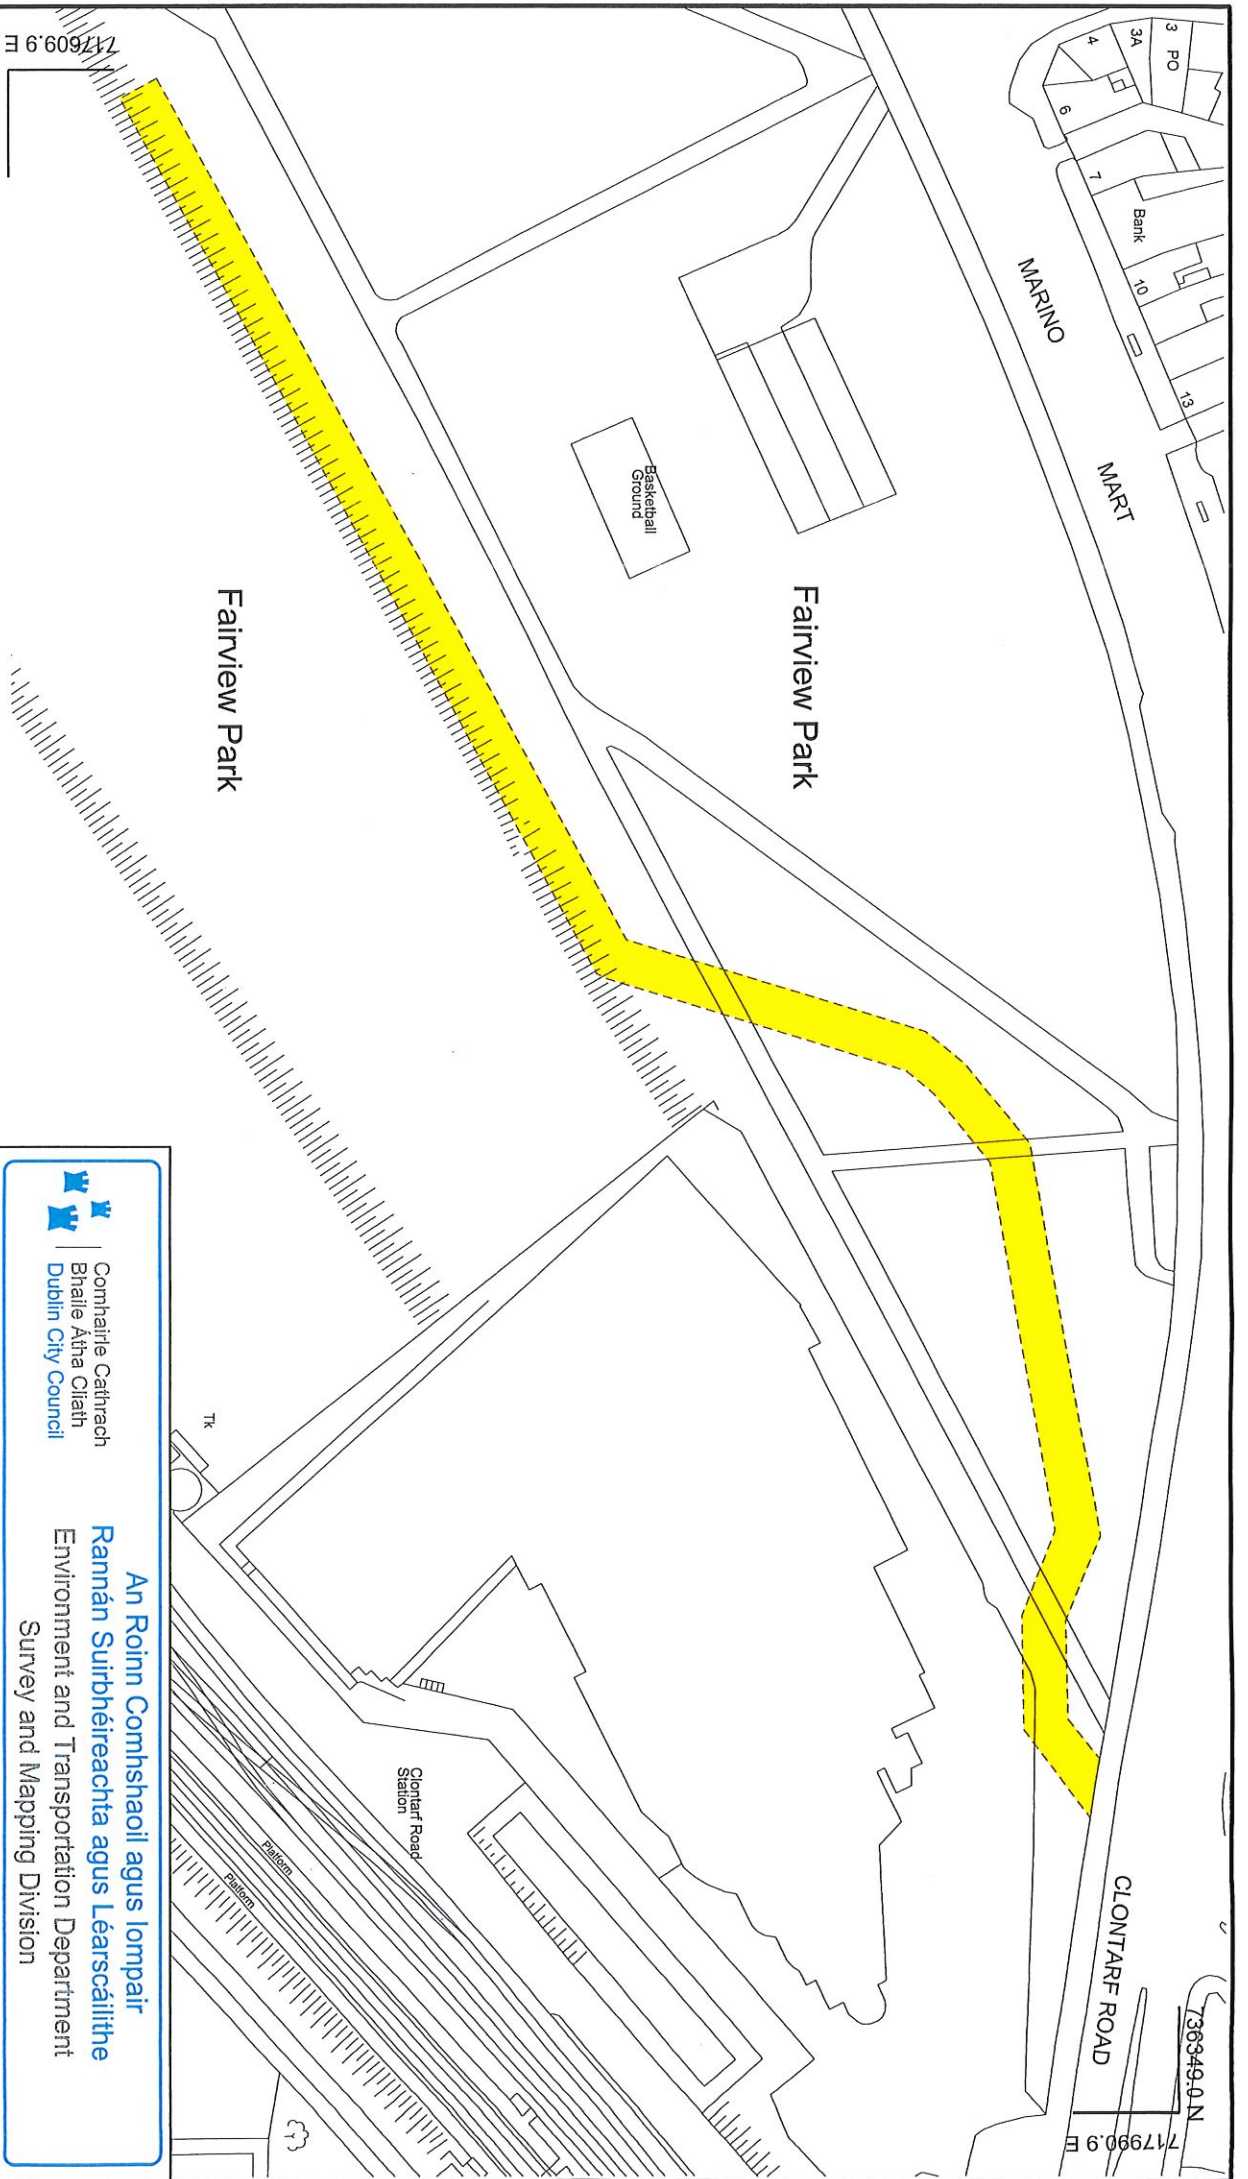 717609.9 E
3
PO
3A
4
6
7
Bank
10
13
MARINO
MART
Basketball
Ground
Fairview Park
Fairview Park
CLONTARF ROAD
736349.0 N
717990.9 E
Tk
Clontarf Road
Station
Platform
Platform
Comhairle Cathrach
Bhaile Átha Cliath
Dublin City Council
An Roinn Comhshaoil agus Iompair
Rannán Suirbhéireachta agus Léarscáilithe
Environment and Transportation Department
Survey and Mapping Division